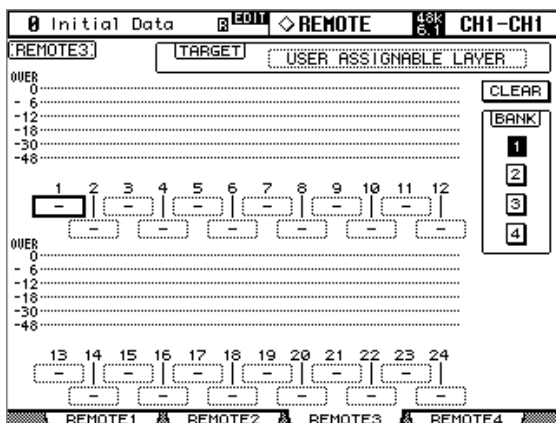 0 Initial Data R EDIT ◇REMOTE 48K 6.1 CH1-CH1
REMOTE3 TARGET USER ASSIGNABLE LAYER
OVER
0
- 6
-12
-18
-30
-48
CLEAR
BANK
1
2
3
4
1 2 3 4 5 6 7 8 9 10 11 12
- - - - - - - - - - - -
OVER
0
- 6
-12
-18
-30
-48
13 14 15 16 17 18 19 20 21 22 23 24
- - - - - - - - - - - -
REMOTE1 REMOTE2 REMOTE3 REMOTE4